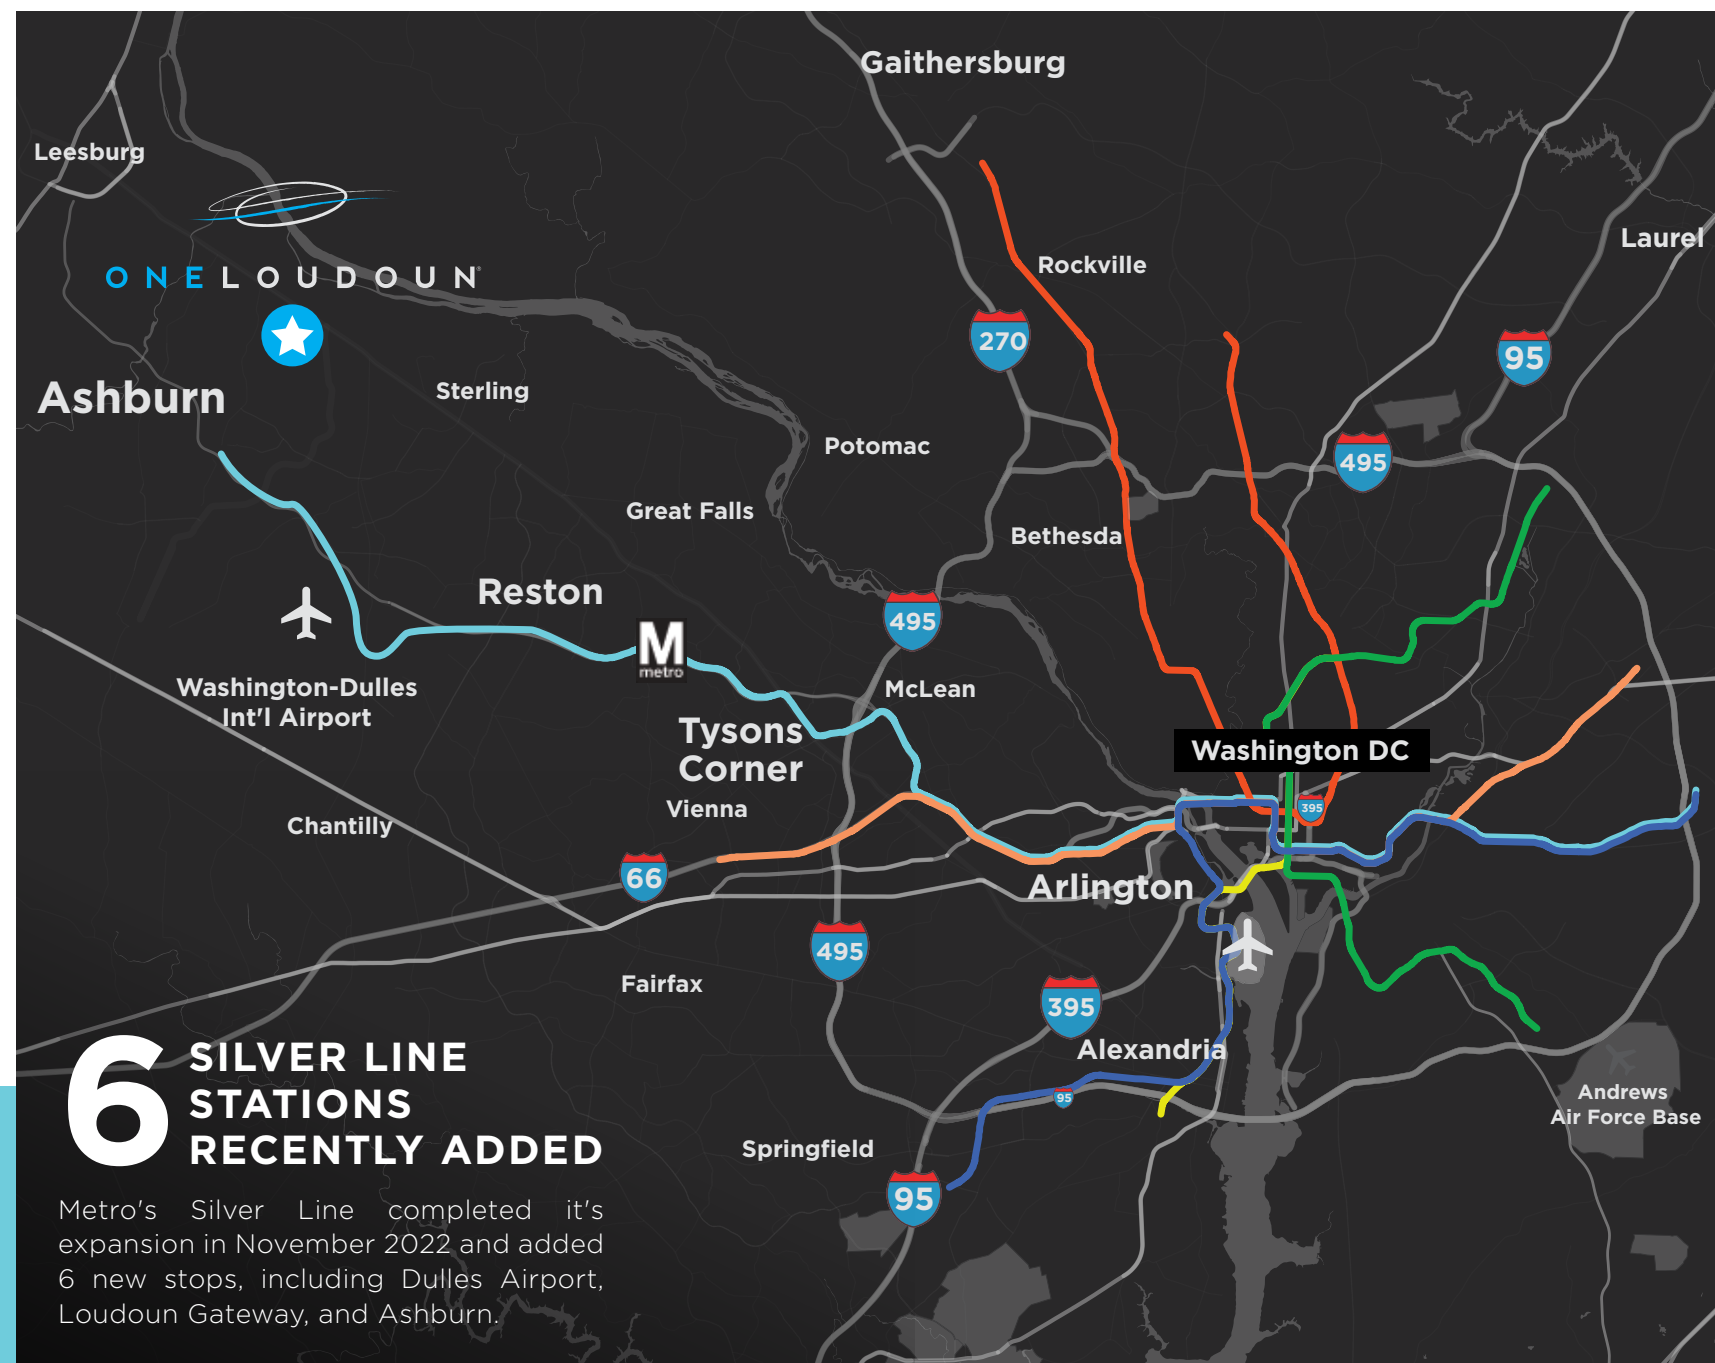 Gaithersburg
Leesburg
Laurel
Rockville
ONELOUDOUN®
270
95
Ashburn
Sterling
Potomac
495
Great Falls
Bethesda
Reston
495
M
metro
Washington-Dulles
Int'l Airport
McLean
Tysons
Corner
Washington DC
Vienna
395
Chantilly
66
Arlington
495
Fairfax
395
Alexandria
95
Andrews
Air Force Base
Springfield
95
6
SILVER LINE
STATIONS
RECENTLY ADDED
Metro's Silver Line completed it's
expansion in November 2022 and added
6 new stops, including Dulles Airport,
Loudoun Gateway, and Ashburn.